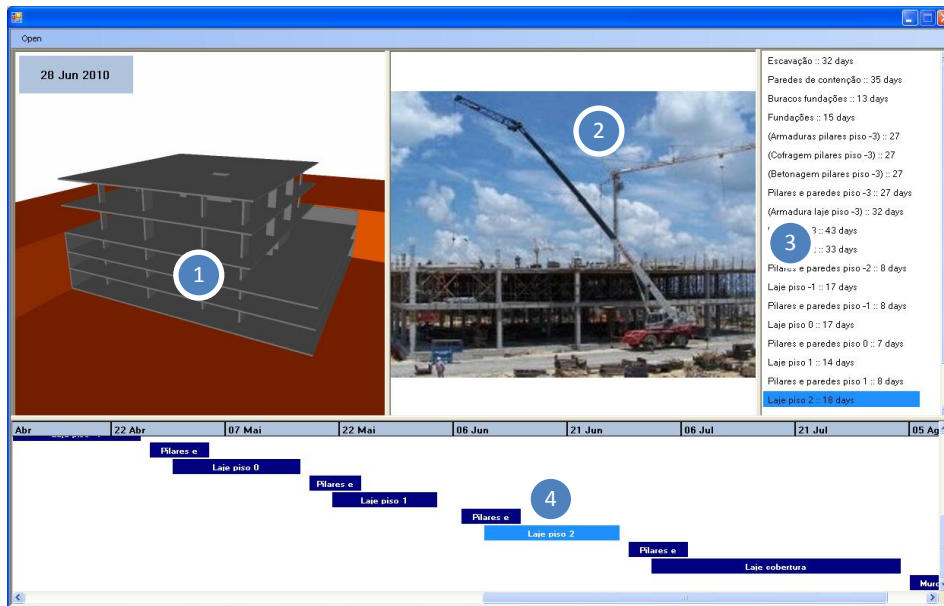 Open
28 Jun 2010
1
2
Escavação :: 32 days
Paredes de contenção :: 35 days
Buracos fundações :: 13 days
Fundações :: 15 days
(Armaduras pilares piso -3) :: 27
(Cofragem pilares piso -3) :: 27
(Betonagem pilares piso -3) :: 27
Pilares e paredes piso -3 :: 27 days
(Armadura laje piso -3) :: 32 days
:: 43 days
3
:: 33 days
Pilares e paredes piso -2 :: 8 days
Laje piso -1 :: 17 days
Pilares e paredes piso -1 :: 8 days
Laje piso 0 :: 17 days
Pilares e paredes piso 0 :: 7 days
Laje piso 1 :: 14 days
Pilares e paredes piso 1 :: 8 days
Laje piso 2 :: 18 days
Abr 22 Abr 07 Mai 22 Mai 06 Jun 21 Jun 06 Jul 21 Jul 05 Ag
Pilares e
Laje piso 0
Pilares e
Laje piso 1
4
Pilares e
Laje piso 2
Pilares e
Laje cobertura
Murc